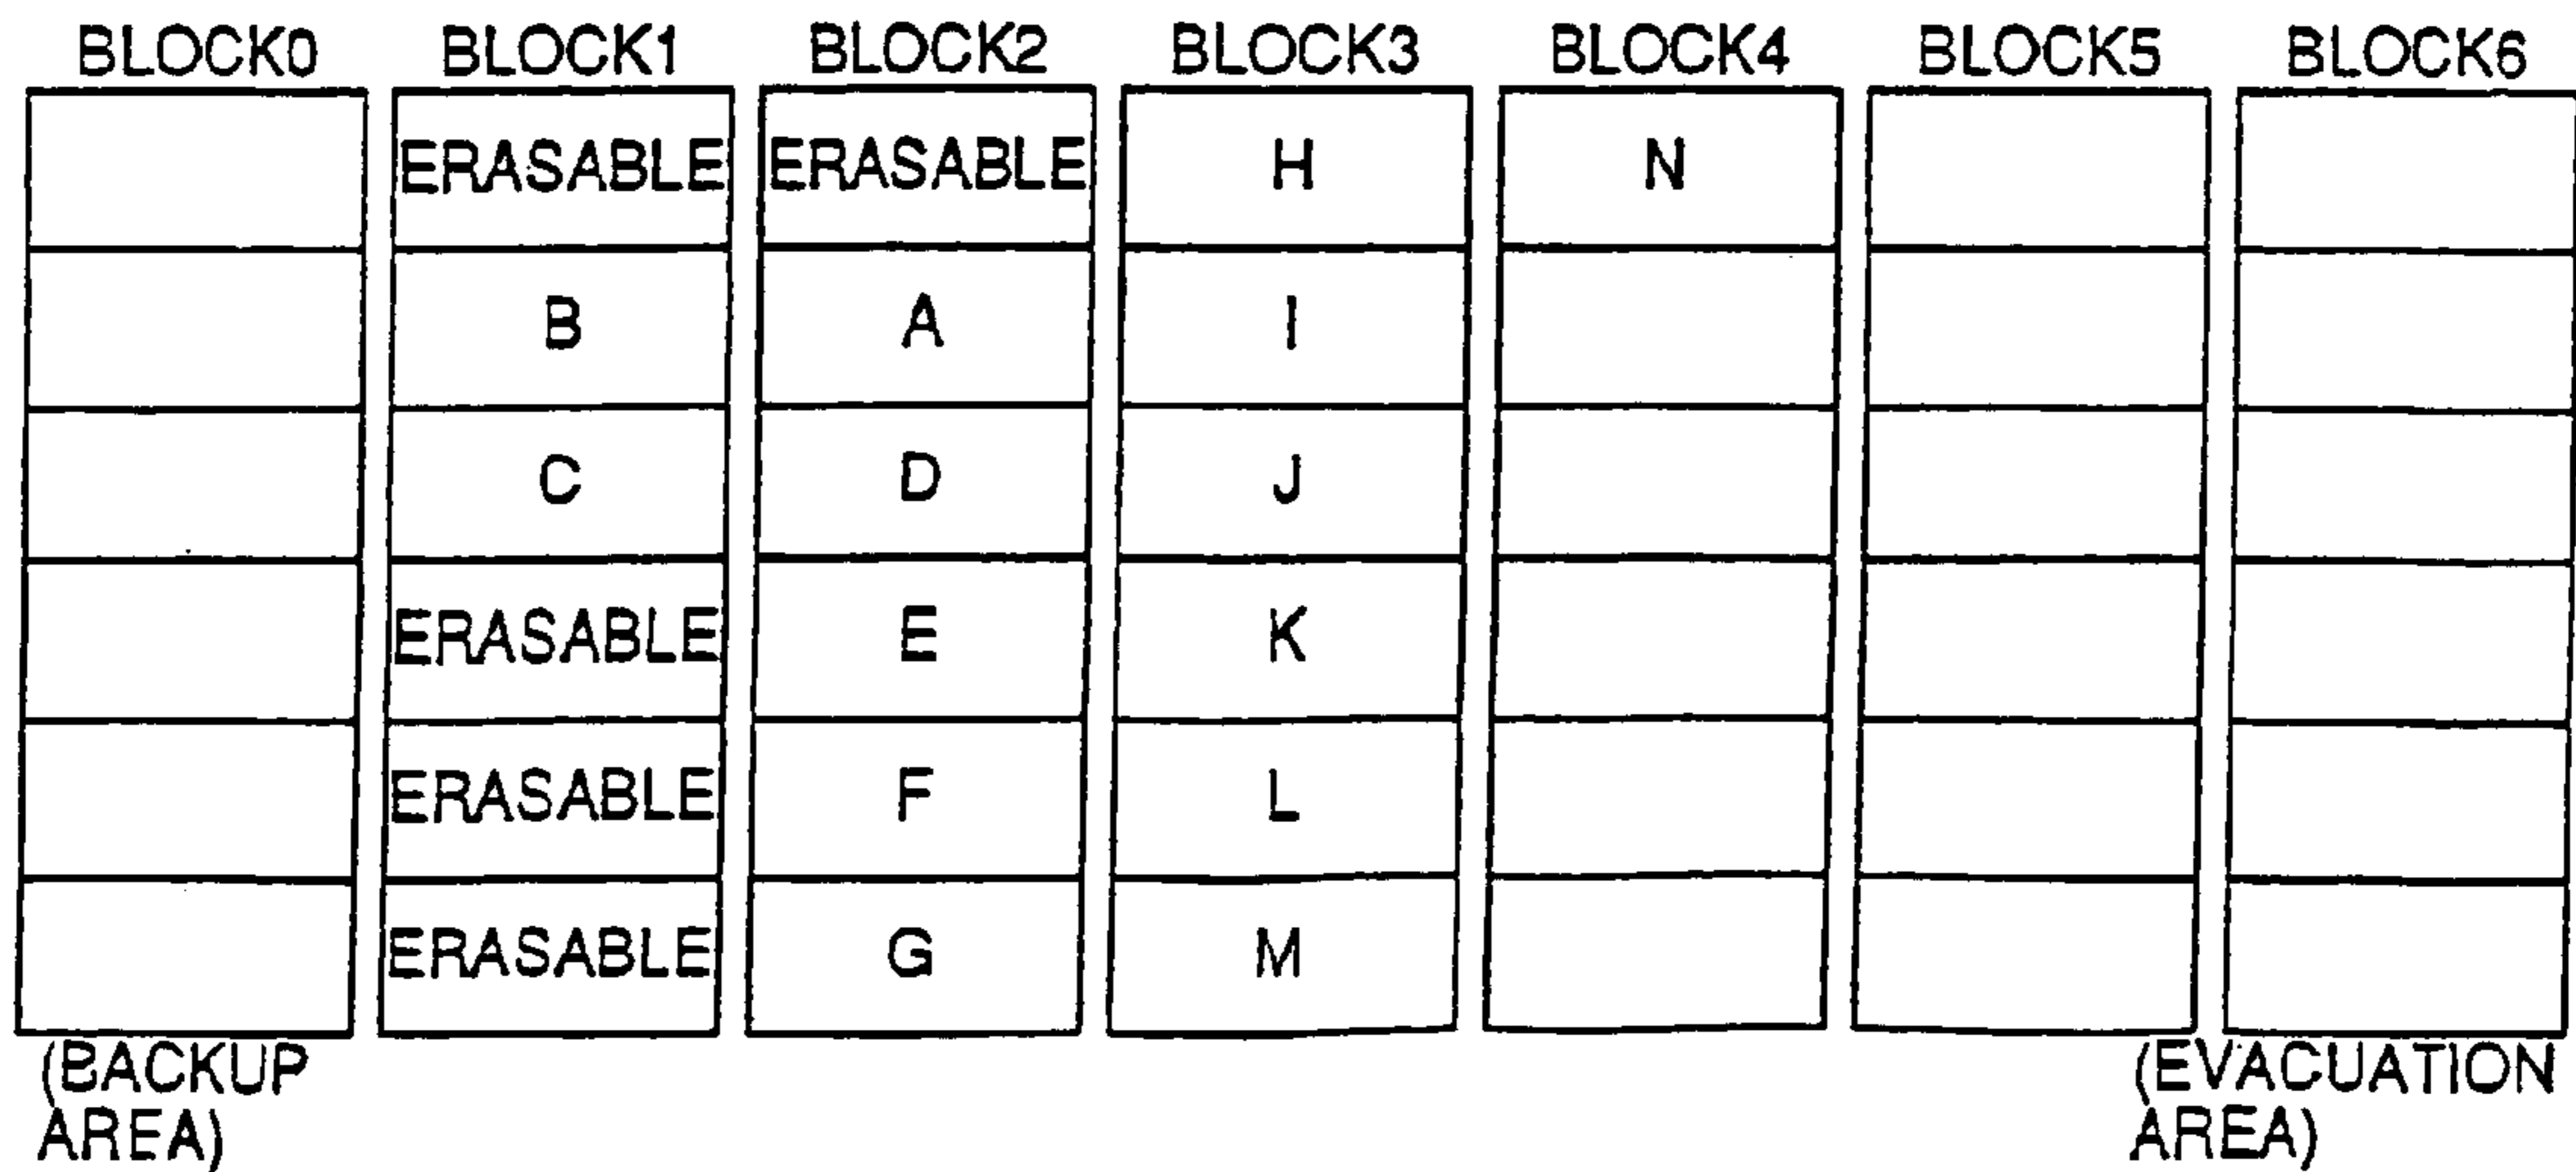 BLOCK0 BLOCK1 BLOCK2 BLOCK3 BLOCK4 BLOCK5 BLOCK6
ERASABLE ERASABLE H N
B A I
C D J
ERASABLE E K
ERASABLE F L
ERASABLE G M
(BACKUP (EVACUATION
AREA) AREA)